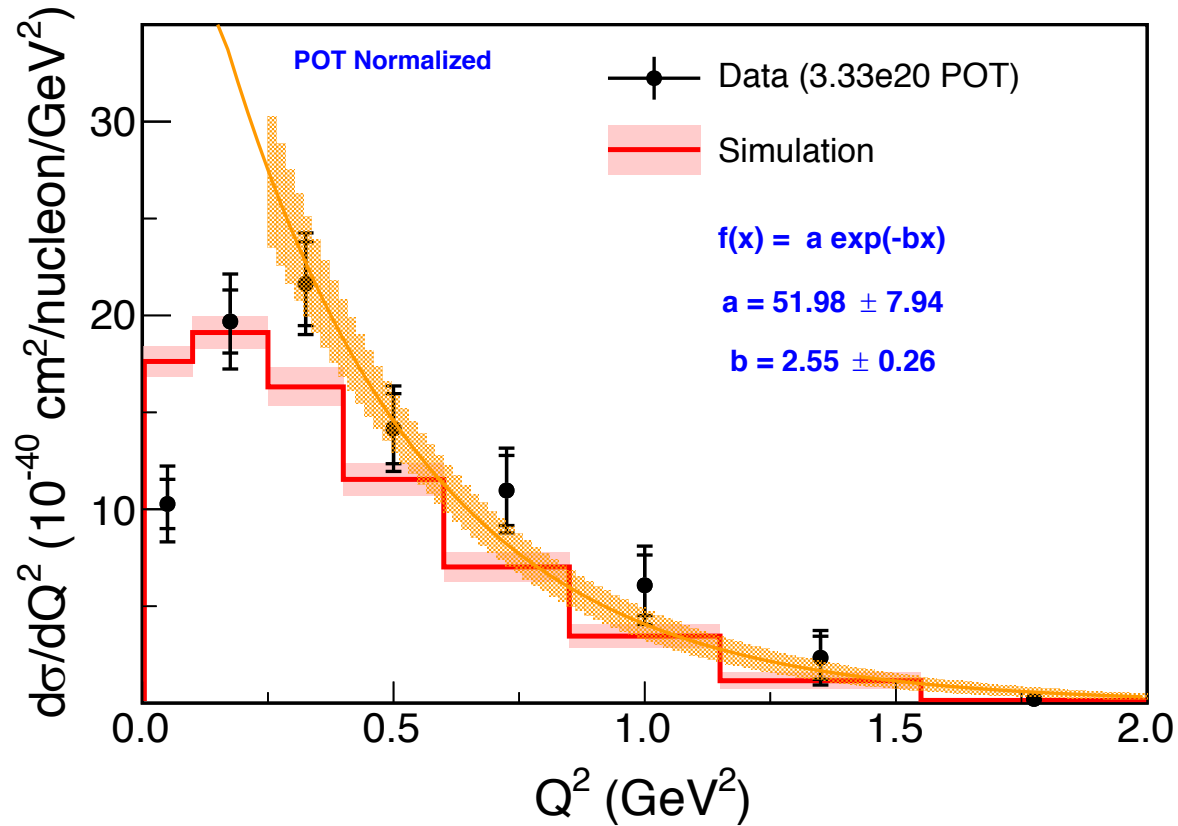 POT Normalized
Data (3.33e20 POT)
Simulation
f(x) = a exp(-bx)
a = 51.98 ± 7.94
b = 2.55 ± 0.26
dσ/dQ² (10⁻⁴⁰ cm²/nucleon/GeV²)
30
20
10
0.0 0.5 1.0 1.5 2.0
Q² (GeV²)